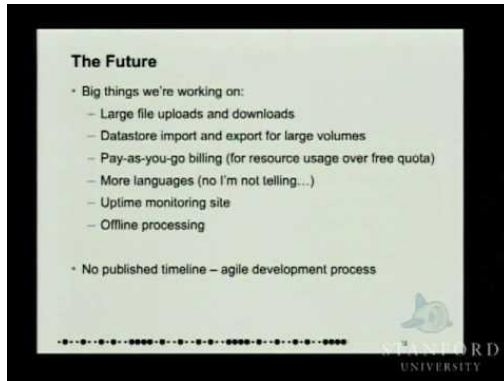 The Future
• Big things we're working on:
– Large file uploads and downloads
– Datastore import and export for large volumes
– Pay-as-you-go billing (for resource usage over free quota)
– More languages (no I'm not telling…)
– Uptime monitoring site
– Offline processing
• No published timeline – agile development process
STANFORD
UNIVERSITY